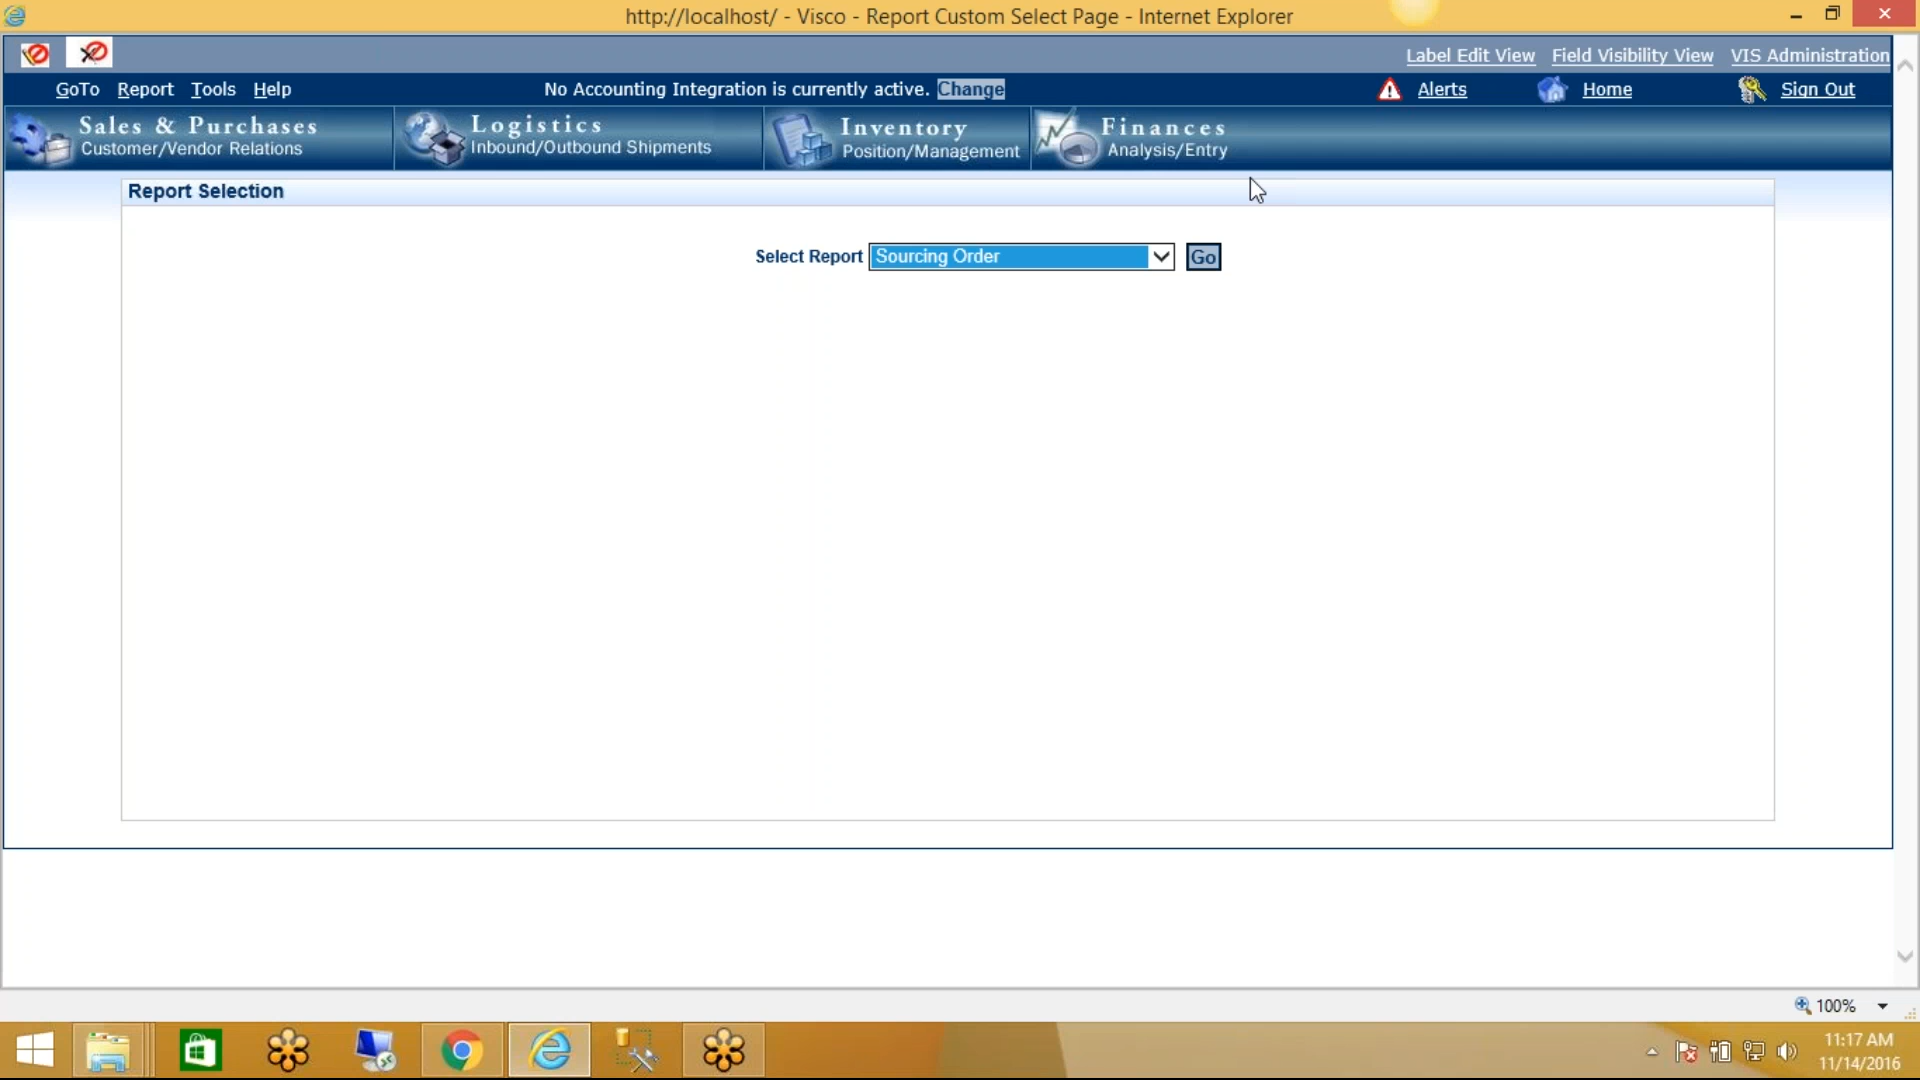 http://localhost/ - Visco - Report Custom Select Page - Internet Explorer
Label Edit View Field Visibility View VIS Administration
GoTo Report Tools Help No Accounting Integration is currently active. Change Alerts Home Sign Out
Sales & Purchases
Customer/Vendor Relations
Logistics
Inbound/Outbound Shipments
Inventory
Position/Management
Finances
Analysis/Entry
Report Selection
Select Report Sourcing Order Go
100%
11:17 AM
11/14/2016